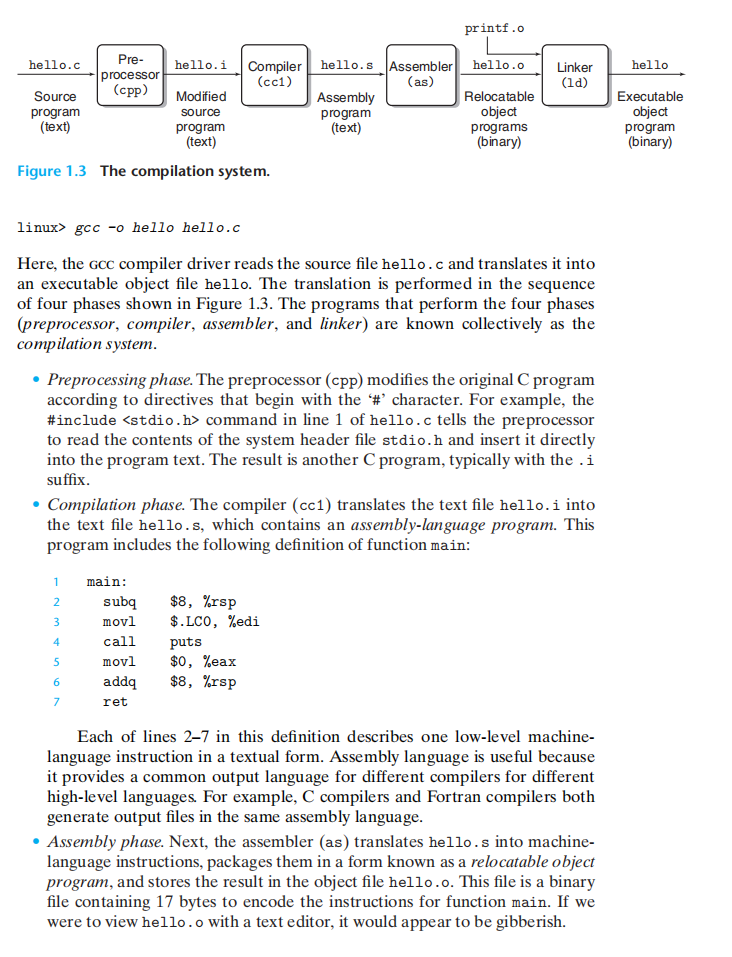 printf.o
hello.c Pre- hello.i Compiler hello.s Assembler hello.o Linker hello
processor
(cpp) (cc1) (as) (ld)
Source Modified Assembly Relocatable Executable
program source program object object
(text) program (text) programs program
(text) (binary) (binary)
Figure 1.3 The compilation system.
linux> gcc -o hello hello.c
Here, the GCC compiler driver reads the source file hello.c and translates it into
an executable object file hello. The translation is performed in the sequence
of four phases shown in Figure 1.3. The programs that perform the four phases
(preprocessor, compiler, assembler, and linker) are known collectively as the
compilation system.
• Preprocessing phase. The preprocessor (cpp) modifies the original C program
according to directives that begin with the ‘#’ character. For example, the
#include <stdio.h> command in line 1 of hello.c tells the preprocessor
to read the contents of the system header file stdio.h and insert it directly
into the program text. The result is another C program, typically with the .i
suffix.
• Compilation phase. The compiler (cc1) translates the text file hello.i into
the text file hello.s, which contains an assembly-language program. This
program includes the following definition of function main:
1 main:
2 subq $8, %rsp
3 movl $.LC0, %edi
4 call puts
5 movl $0, %eax
6 addq $8, %rsp
7 ret
Each of lines 2–7 in this definition describes one low-level machine-
language instruction in a textual form. Assembly language is useful because
it provides a common output language for different compilers for different
high-level languages. For example, C compilers and Fortran compilers both
generate output files in the same assembly language.
• Assembly phase. Next, the assembler (as) translates hello.s into machine-
language instructions, packages them in a form known as a relocatable object
program, and stores the result in the object file hello.o. This file is a binary
file containing 17 bytes to encode the instructions for function main. If we
were to view hello.o with a text editor, it would appear to be gibberish.